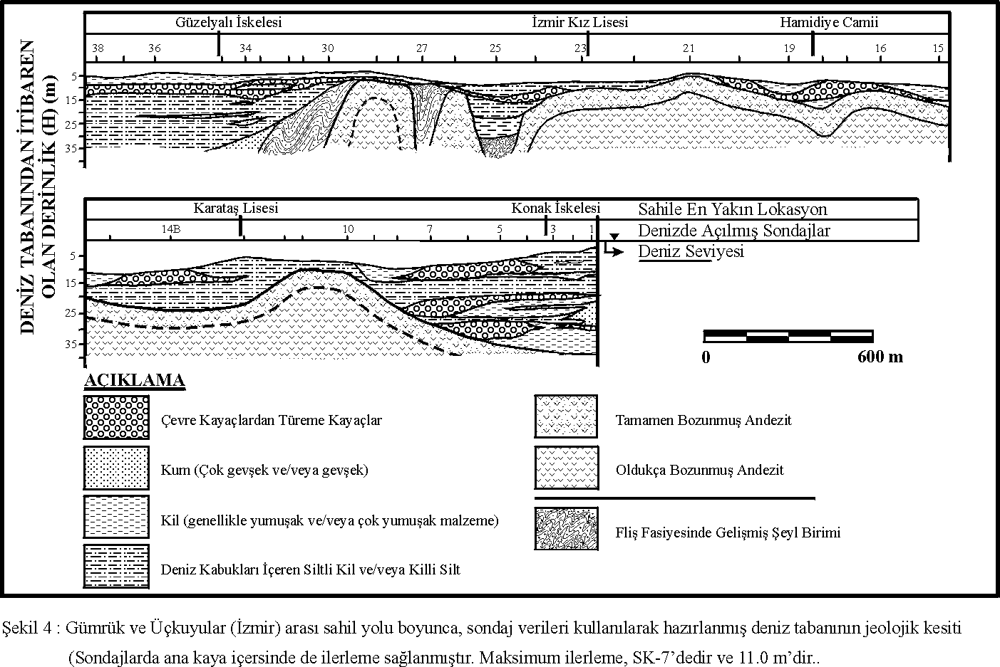 DENİZ TABANINDAN İTİBAREN
OLAN DERİNLİK (H) (m)
Güzelyalı İskelesi İzmir Kız Lisesi Hamidiye Camii
38 36 34 30 27 25 23 21 19 16 15
5
15
25
35
Karataş Lisesi Konak İskelesi Sahile En Yakın Lokasyon
14B 10 7 5 3 1 Denizde Açılmış Sondajlar
Deniz Seviyesi
5
15
25
35
0 600 m
AÇIKLAMA
Çevre Kayaçlardan Türeme Kayaçlar
Kum (Çok gevşek ve/veya gevşek)
Kil (genellikle yumuşak ve/veya çok yumuşak malzeme)
Deniz Kabukları İçeren Siltli Kil ve/veya Killi Silt
Tamamen Bozunmuş Andezit
Oldukça Bozunmuş Andezit
Fliş Fasiyesinde Gelişmiş Şeyl Birimi
Şekil 4 : Gümrük ve Üçkuyular (İzmir) arası sahil yolu boyunca, sondaj verileri kullanılarak hazırlanmış deniz tabanının jeolojik kesiti
(Sondajlarda ana kaya içersinde de ilerleme sağlanmıştır. Maksimum ilerleme, SK-7’dedir ve 11.0 m’dir..